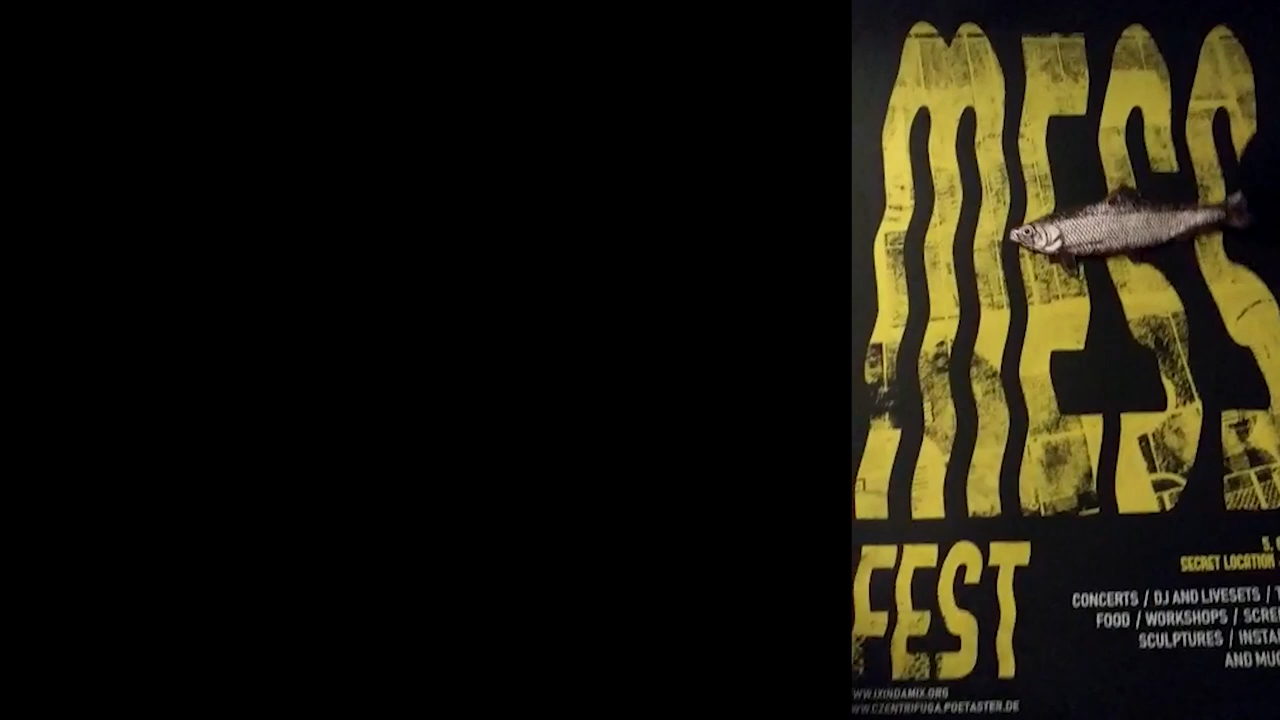 MESS
FEST
SECRET LOCATION
CONCERTS / DJ AND LIVESETS /
FOOD / WORKSHOPS /
SCULPTURES /
AND
WWW.IXINDAMIX.ORG
WWW.CZENTRIFUGA.POETASTER.DE